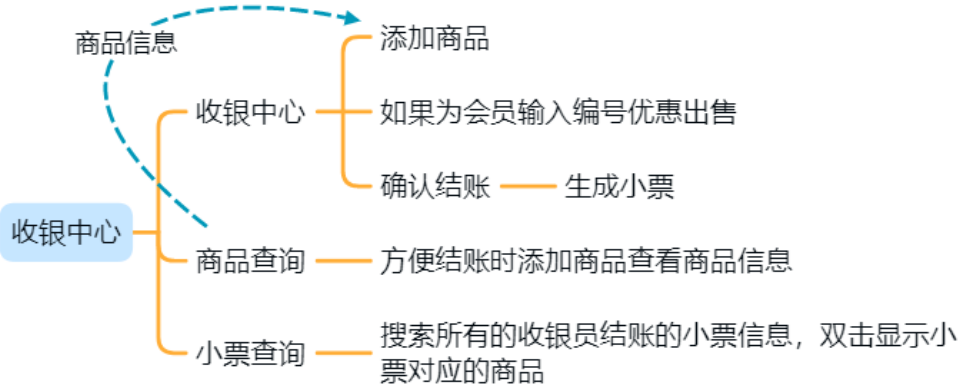 商品信息
添加商品
收银中心
如果为会员输入编号优惠出售
确认结账
生成小票
收银中心
商品查询
方便结账时添加商品查看商品信息
小票查询
搜索所有的收银员结账的小票信息，双击显示小
票对应的商品